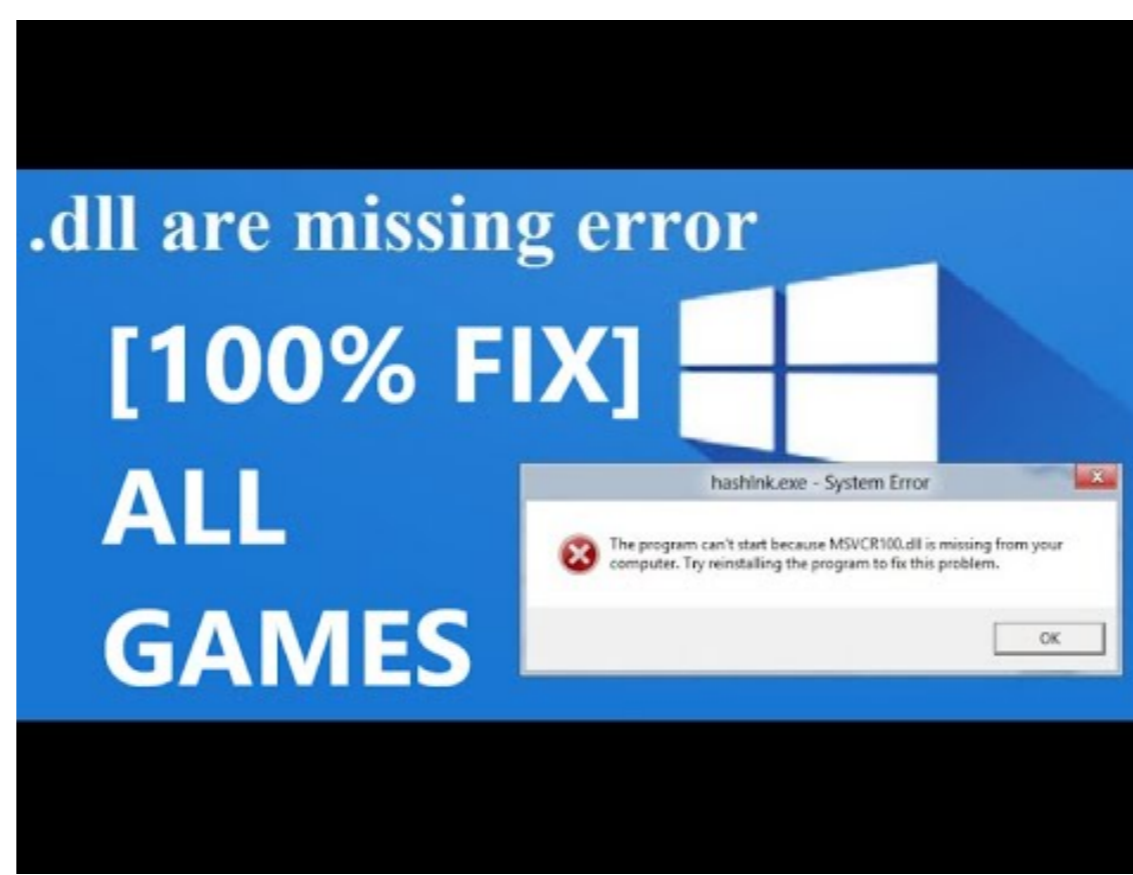 .dll are missing error
[100% FIX]
ALL
GAMES
hashlnk.exe - System Error
X
The program can't start because MSVCR100.dll is missing from your
computer. Try reinstalling the program to fix this problem.
OK